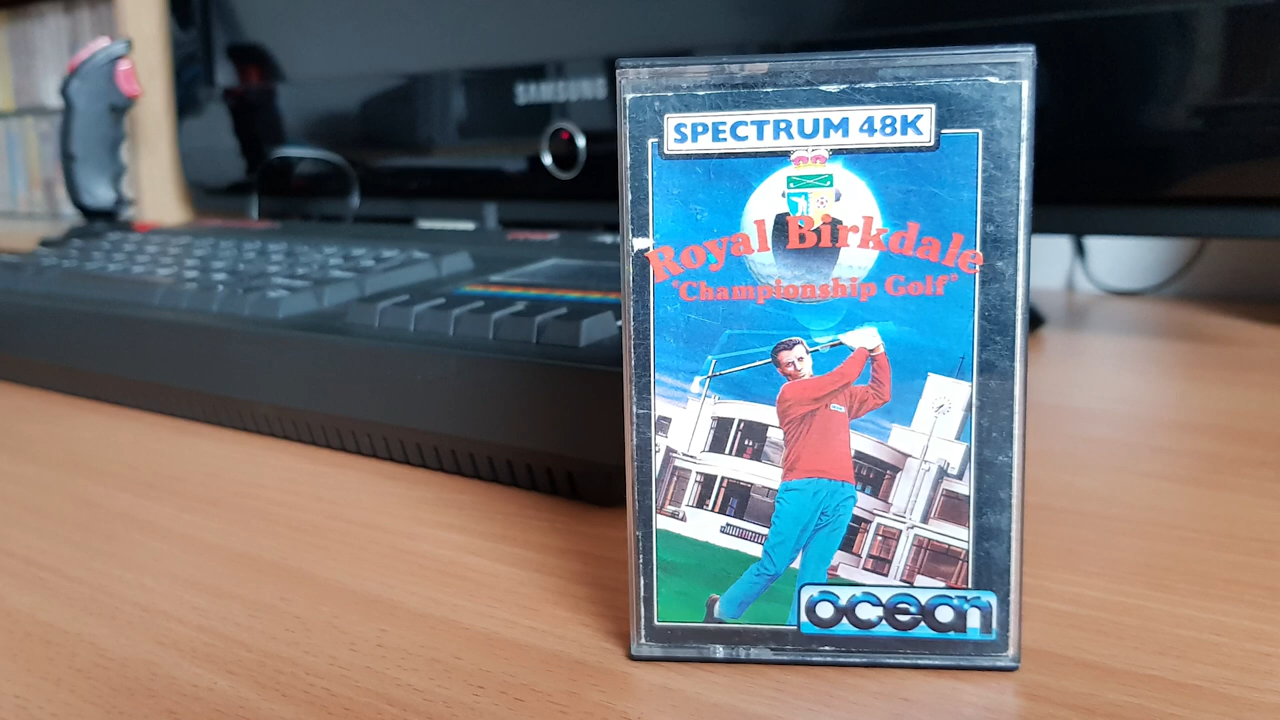 SAMSUNG
SPECTRUM 48K
Royal Birkdale
'Championship Golf'
ocean